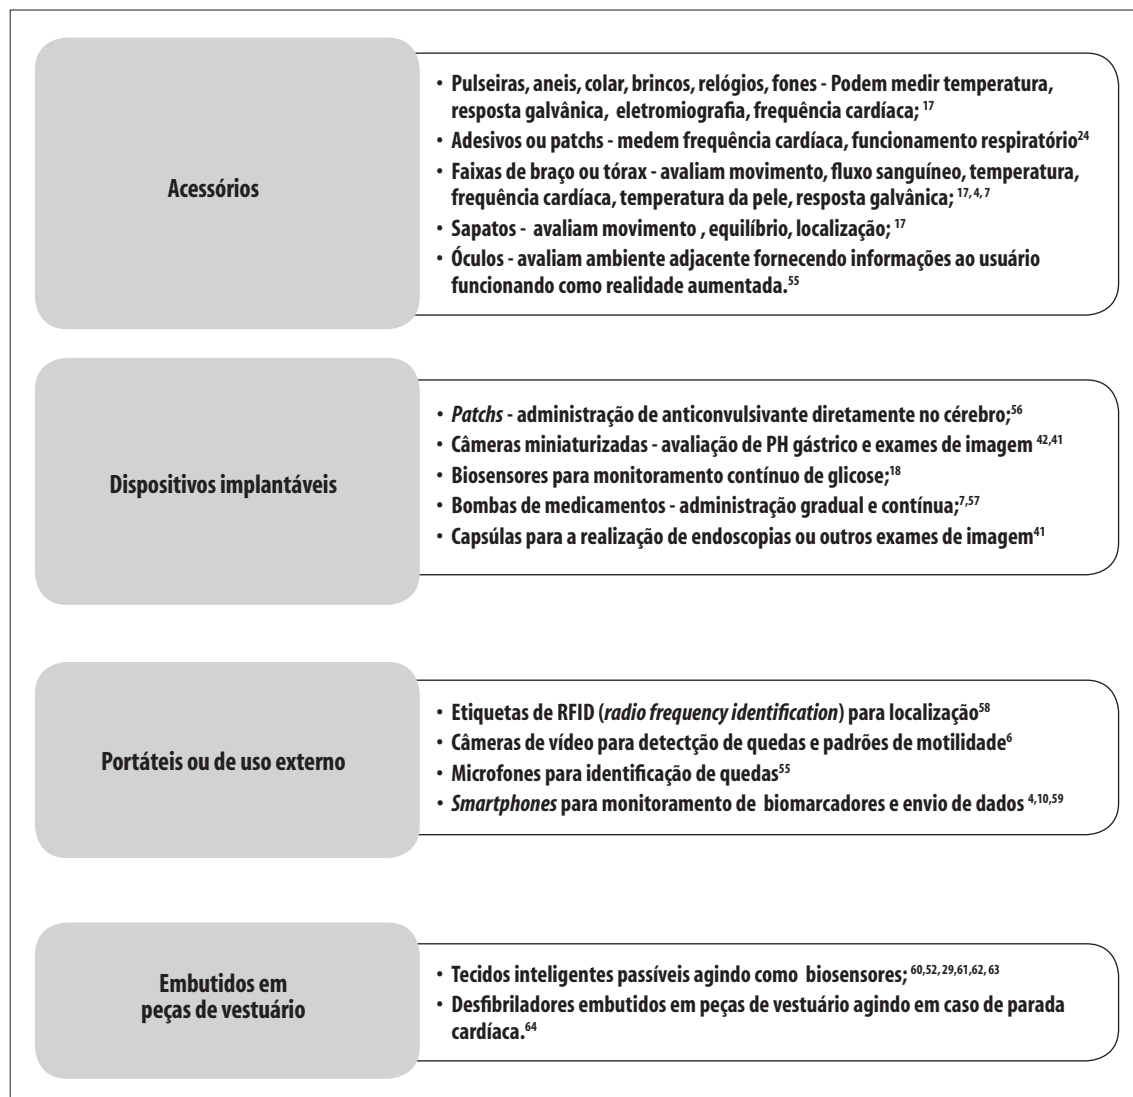 Acessórios
• Pulseiras, aneis, colar, brincos, relógios, fones - Podem medir temperatura,
resposta galvânica, eletromiografia, frequência cardíaca; 17
• Adesivos ou patchs - medem frequência cardíaca, funcionamento respiratório24
• Faixas de braço ou tórax - avaliam movimento, fluxo sanguíneo, temperatura,
frequência cardíaca, temperatura da pele, resposta galvânica; 17, 4, 7
• Sapatos - avaliam movimento , equilíbrio, localização; 17
• Óculos - avaliam ambiente adjacente fornecendo informações ao usuário
funcionando como realidade aumentada.55
Dispositivos implantáveis
• Patchs - administração de anticonvulsivante diretamente no cérebro;56
• Câmeras miniaturizadas - avaliação de PH gástrico e exames de imagem 42,41
• Biosensores para monitoramento contínuo de glicose;18
• Bombas de medicamentos - administração gradual e contínua;7,57
• Capsúlas para a realização de endoscopias ou outros exames de imagem41
Portáteis ou de uso externo
• Etiquetas de RFID (radio frequency identification) para localização58
• Câmeras de vídeo para detectção de quedas e padrões de motilidade6
• Microfones para identificação de quedas55
• Smartphones para monitoramento de biomarcadores e envio de dados 4,10,59
Embutidos em
peças de vestuário
• Tecidos inteligentes passíveis agindo como biosensores; 60,52, 29,61,62, 63
• Desfibriladores embutidos em peças de vestuário agindo em caso de parada
cardíaca.64